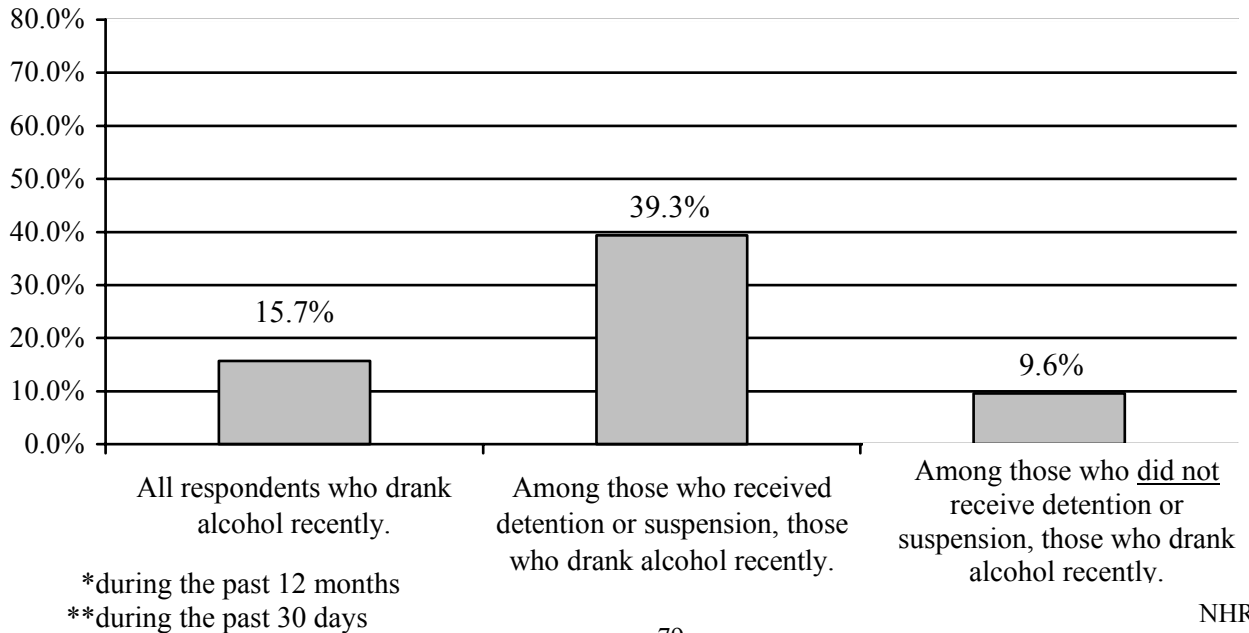 80.0%
70.0%
60.0%
50.0%
40.0%
30.0%
20.0%
10.0%
0.0%
15.7%
39.3%
9.6%
All respondents who drank
alcohol recently.
Among those who received
detention or suspension, those
who drank alcohol recently.
Among those who did not
receive detention or
suspension, those who drank
alcohol recently.
*during the past 12 months
**during the past 30 days
NHR